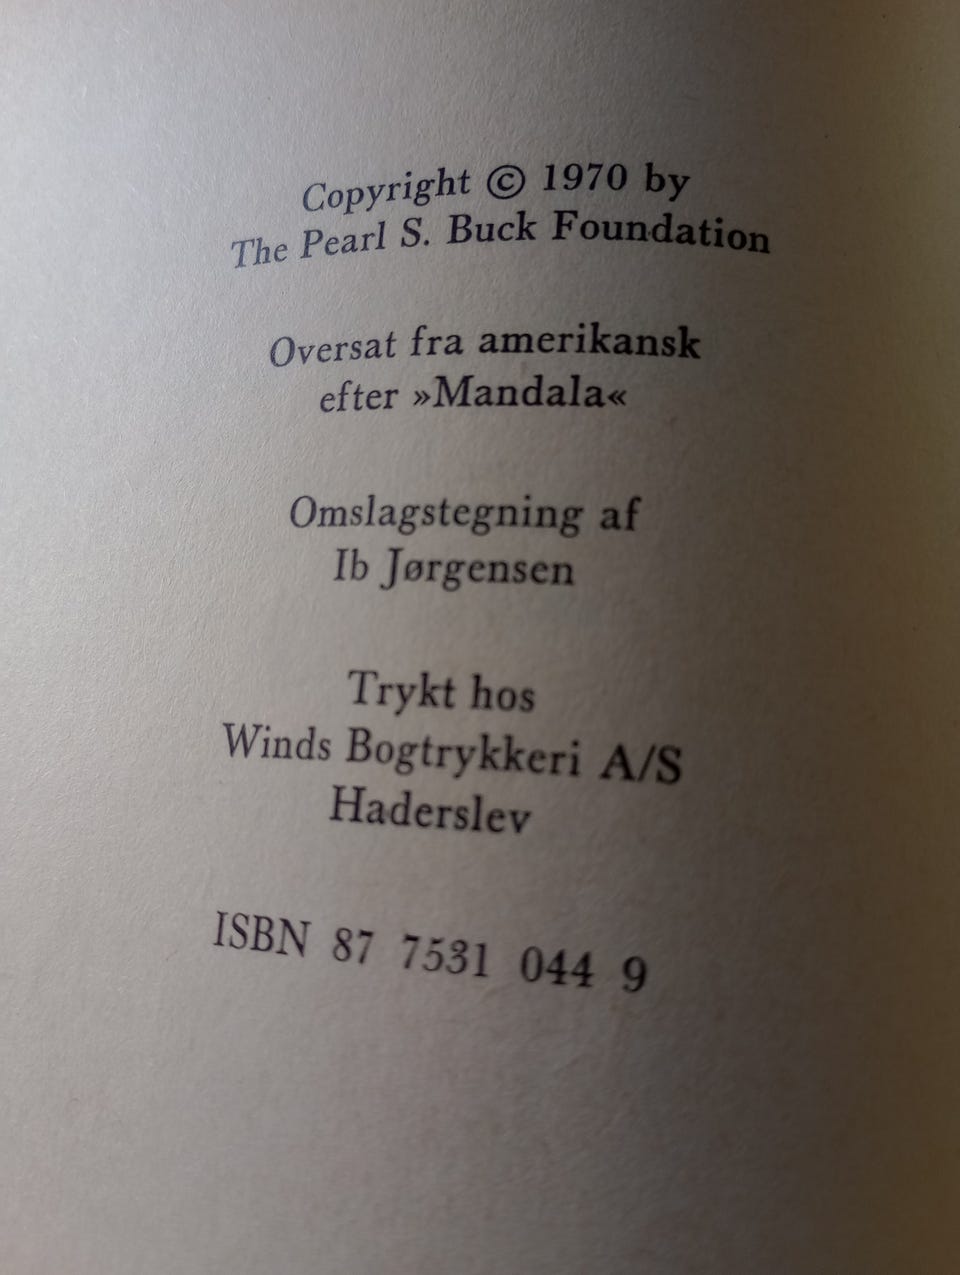 Copyright © 1970 by
The Pearl S. Buck Foundation
Oversat fra amerikansk
efter »Mandala«
Omslagstegning af
Ib Jørgensen
Trykt hos
Winds Bogtrykkeri A/S
Haderslev
ISBN 87 7531 044 9